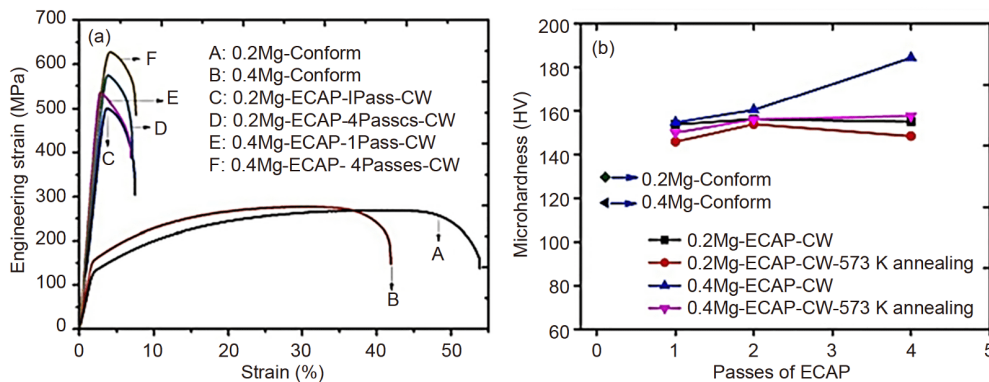 (a)
Engineering strain (MPa)
700
600
500
400
300
200
100
0
0
10
20
30
40
50
Strain (%)
A: 0.2Mg-Conform
B: 0.4Mg-Conform
C: 0.2Mg-ECAP-lPass-CW
D: 0.2Mg-ECAP-4Passcs-CW
E: 0.4Mg-ECAP-1Pass-CW
F: 0.4Mg-ECAP- 4Passes-CW
F
E
D
C
A
B
(b)
Microhardness (HV)
200
180
160
140
120
100
80
60
0
1
2
3
4
5
Passes of ECAP
0.2Mg-Conform
0.4Mg-Conform
0.2Mg-ECAP-CW
0.2Mg-ECAP-CW-573 K annealing
0.4Mg-ECAP-CW
0.4Mg-ECAP-CW-573 K annealing